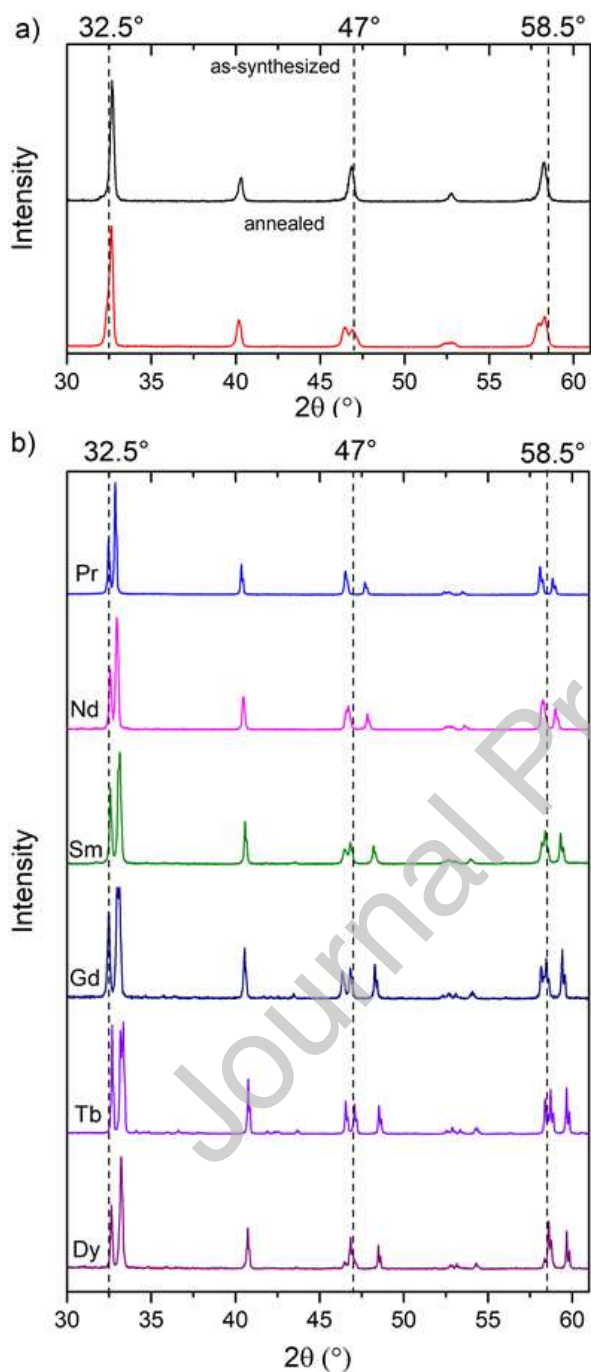 a)
32.5° 47° 58.5°
as-synthesized
annealed
Intensity
30 35 40 45 50 55 60
2θ (°)
b)
32.5° 47° 58.5°
Pr
Nd
Sm
Gd
Tb
Dy
Intensity
Journal Pr
30 35 40 45 50 55 60
2θ (°)